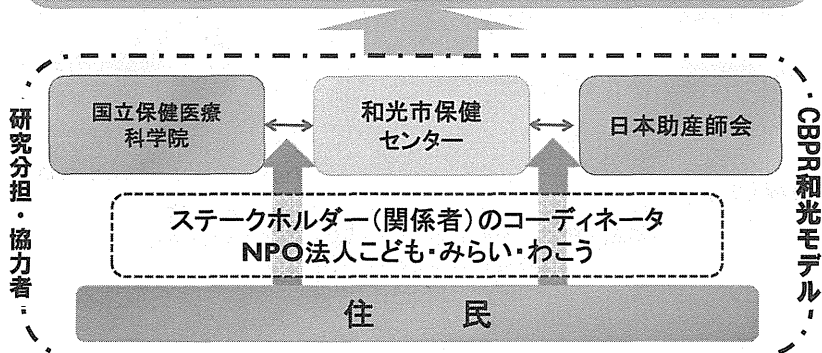 国立保健医療
科学院
和光市保健
センター
日本助産師会
研究分担・協力者
CBPR和光モデル
ステークホルダー(関係者)のコーディネータ
NPO法人こども・みらい・わこう
住 民